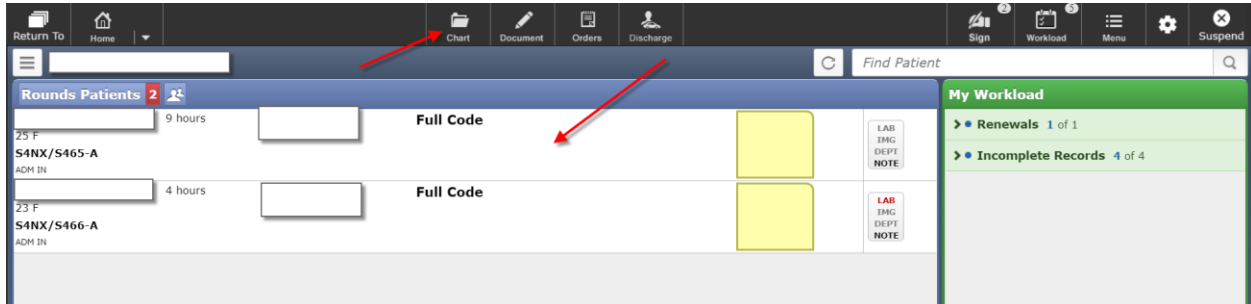 Return To
Home
Chart
Document
Orders
Discharge
2
Sign
5
Workload
Menu
Suspend
Find Patient
Rounds Patients 2
My Workload
9 hours
Full Code
25 F
S4NX/S465-A
ADM IN
LAB
IMG
DEPT
NOTE
4 hours
Full Code
23 F
S4NX/S466-A
ADM IN
LAB
IMG
DEPT
NOTE
Renewals 1 of 1
Incomplete Records 4 of 4